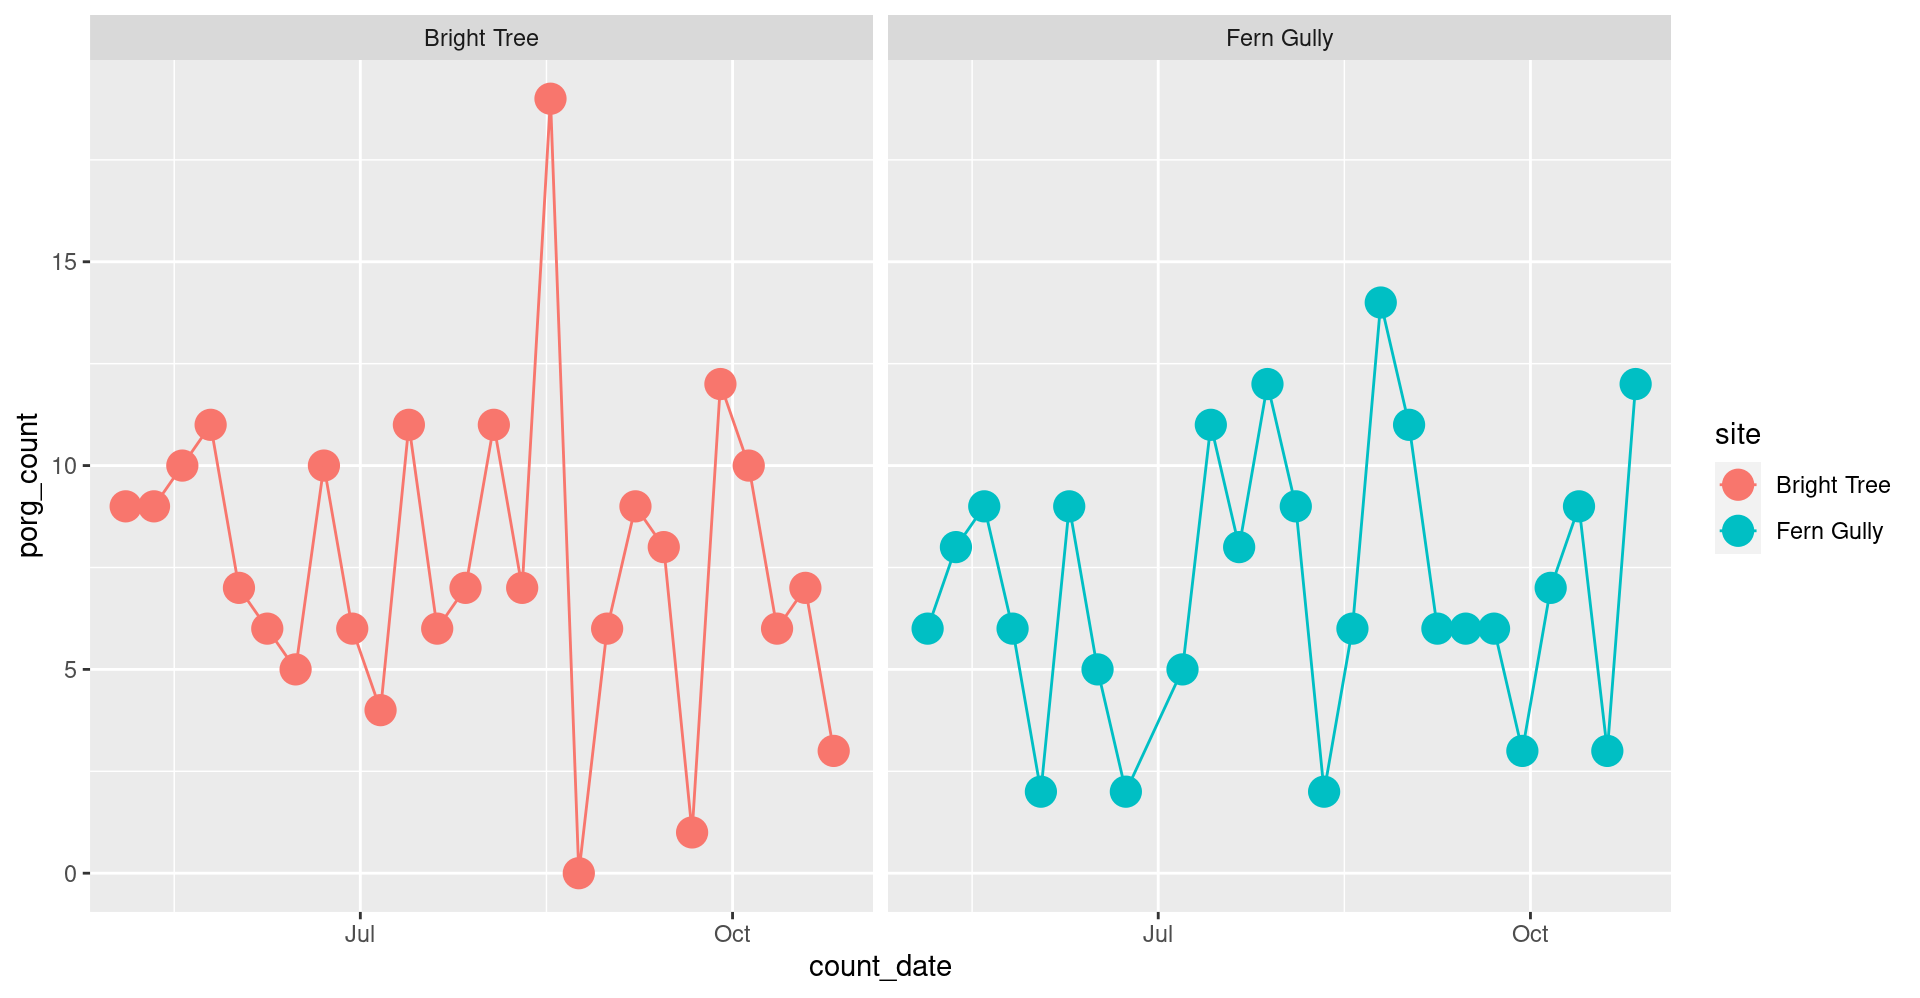 Bright Tree
Fern Gully
porg_count
15
10
5
0
Jul
Oct
Jul
Oct
count_date
site
Bright Tree
Fern Gully